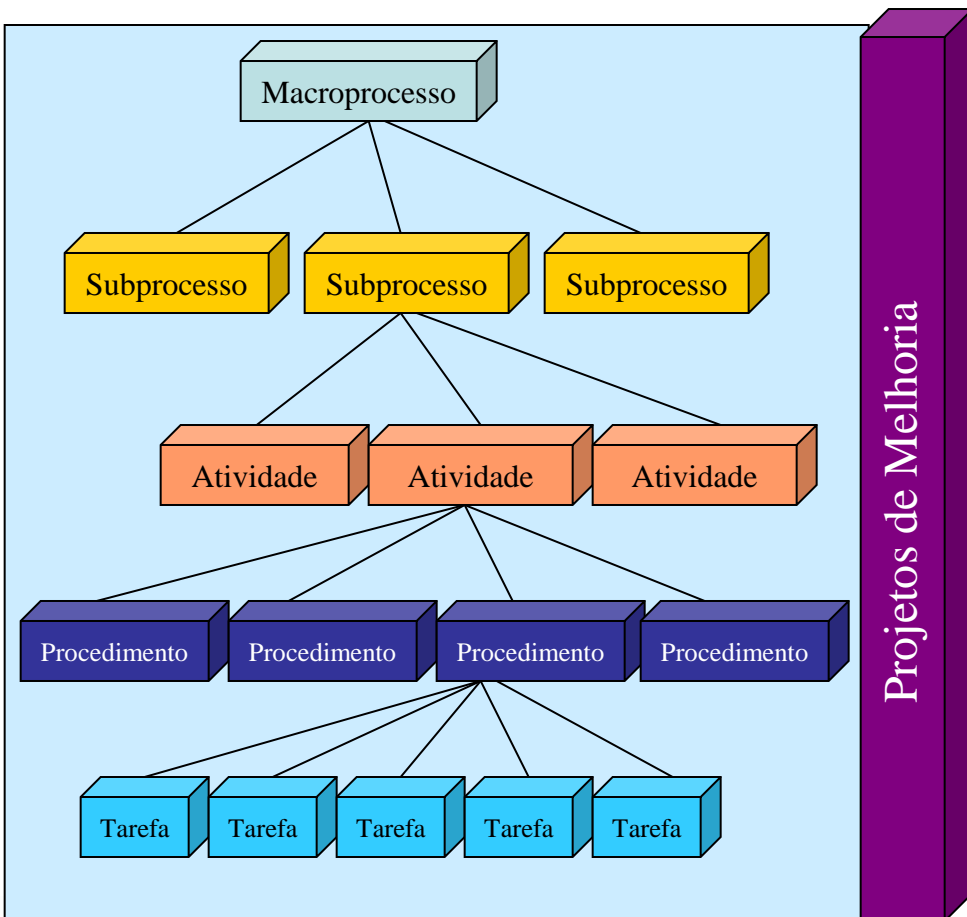 Macroprocesso
Subprocesso
Subprocesso
Subprocesso
Atividade
Atividade
Atividade
Procedimento
Procedimento
Procedimento
Procedimento
Tarefa
Tarefa
Tarefa
Tarefa
Tarefa
Projetos de Melhoria